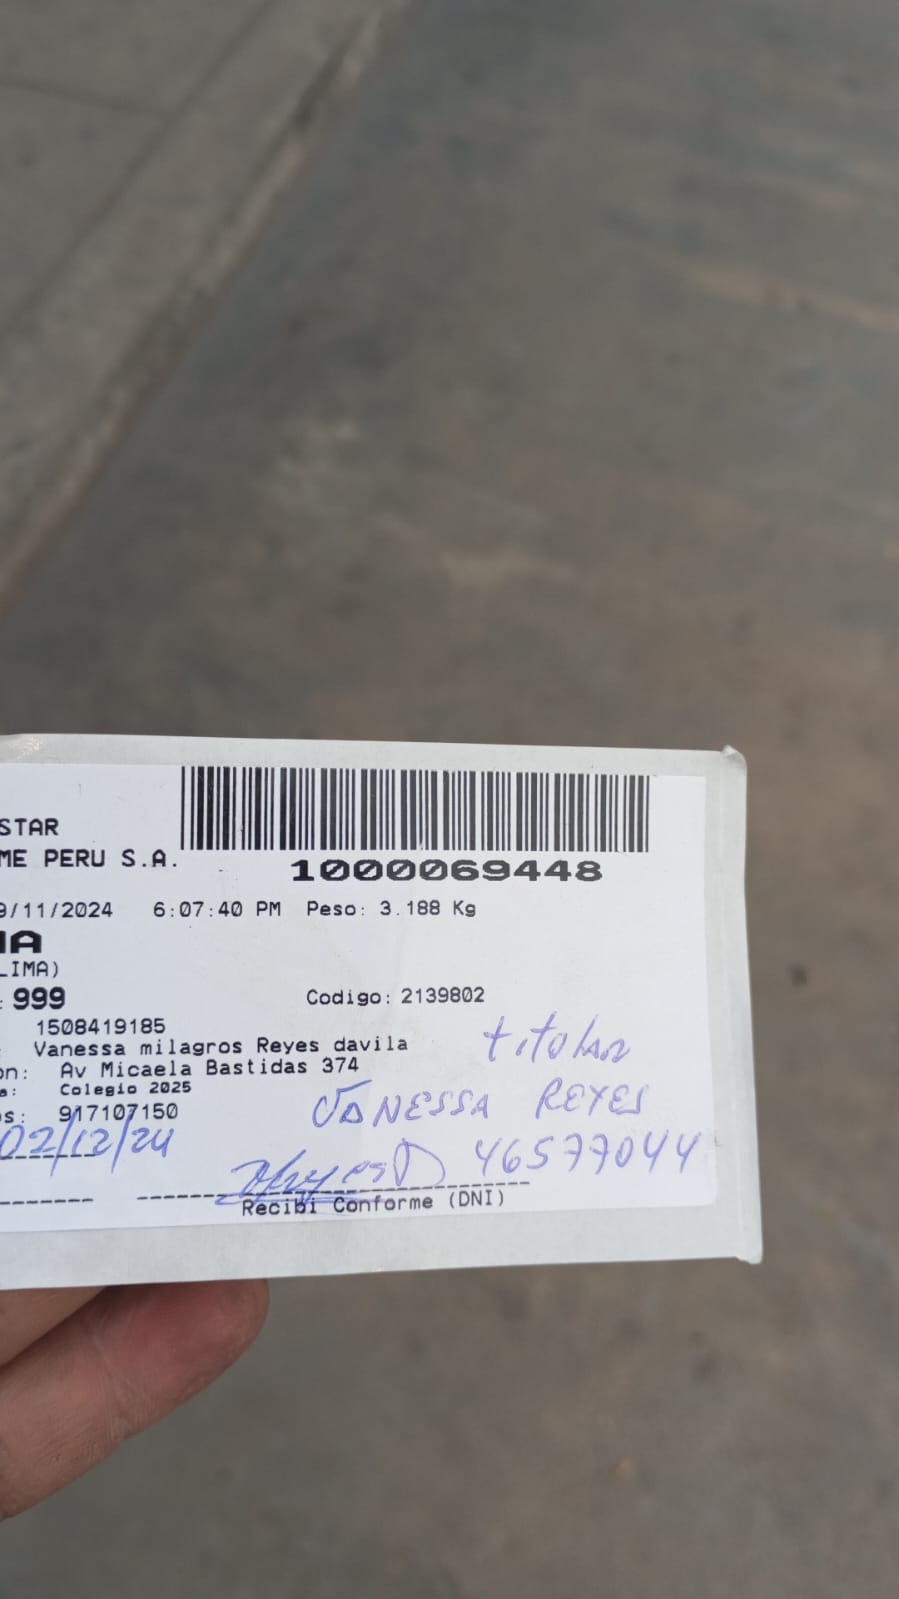 STAR
ME PERU S.A.
1000069448
9/11/2024 6:07:40 PM Peso: 3.188 Kg
IA
LIMA)
: 999 Codigo: 2139802
1508419185
: Vanessa milagros Reyes davila
titular
on: Av Micaela Bastidas 374
a: Colegio 2025
s: 917107150
VANESSA REYES
02/12/24
46577044
Recibi Conforme (DNI)